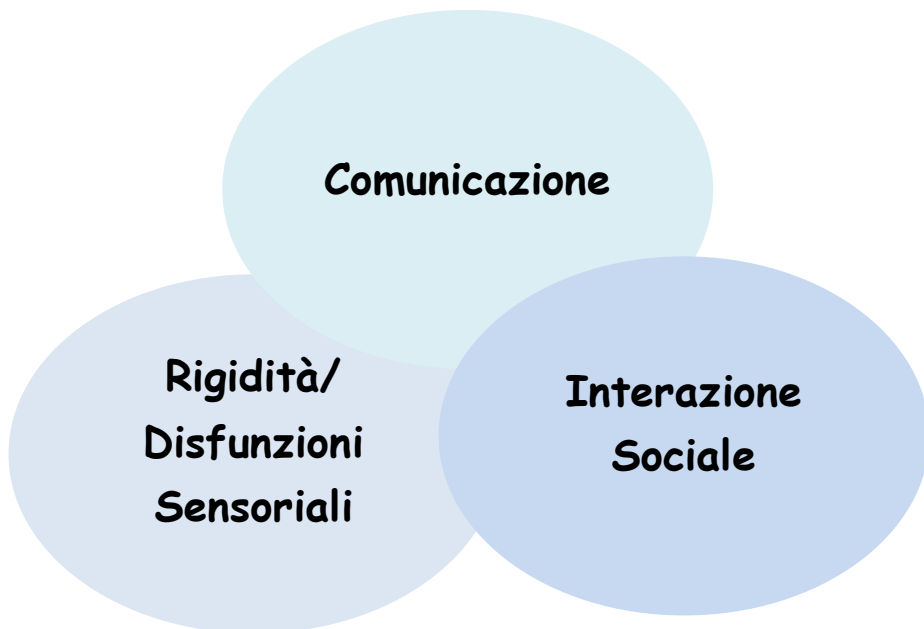 Comunicazione
Rigidità/
Disfunzioni
Sensoriali
Interazione
Sociale